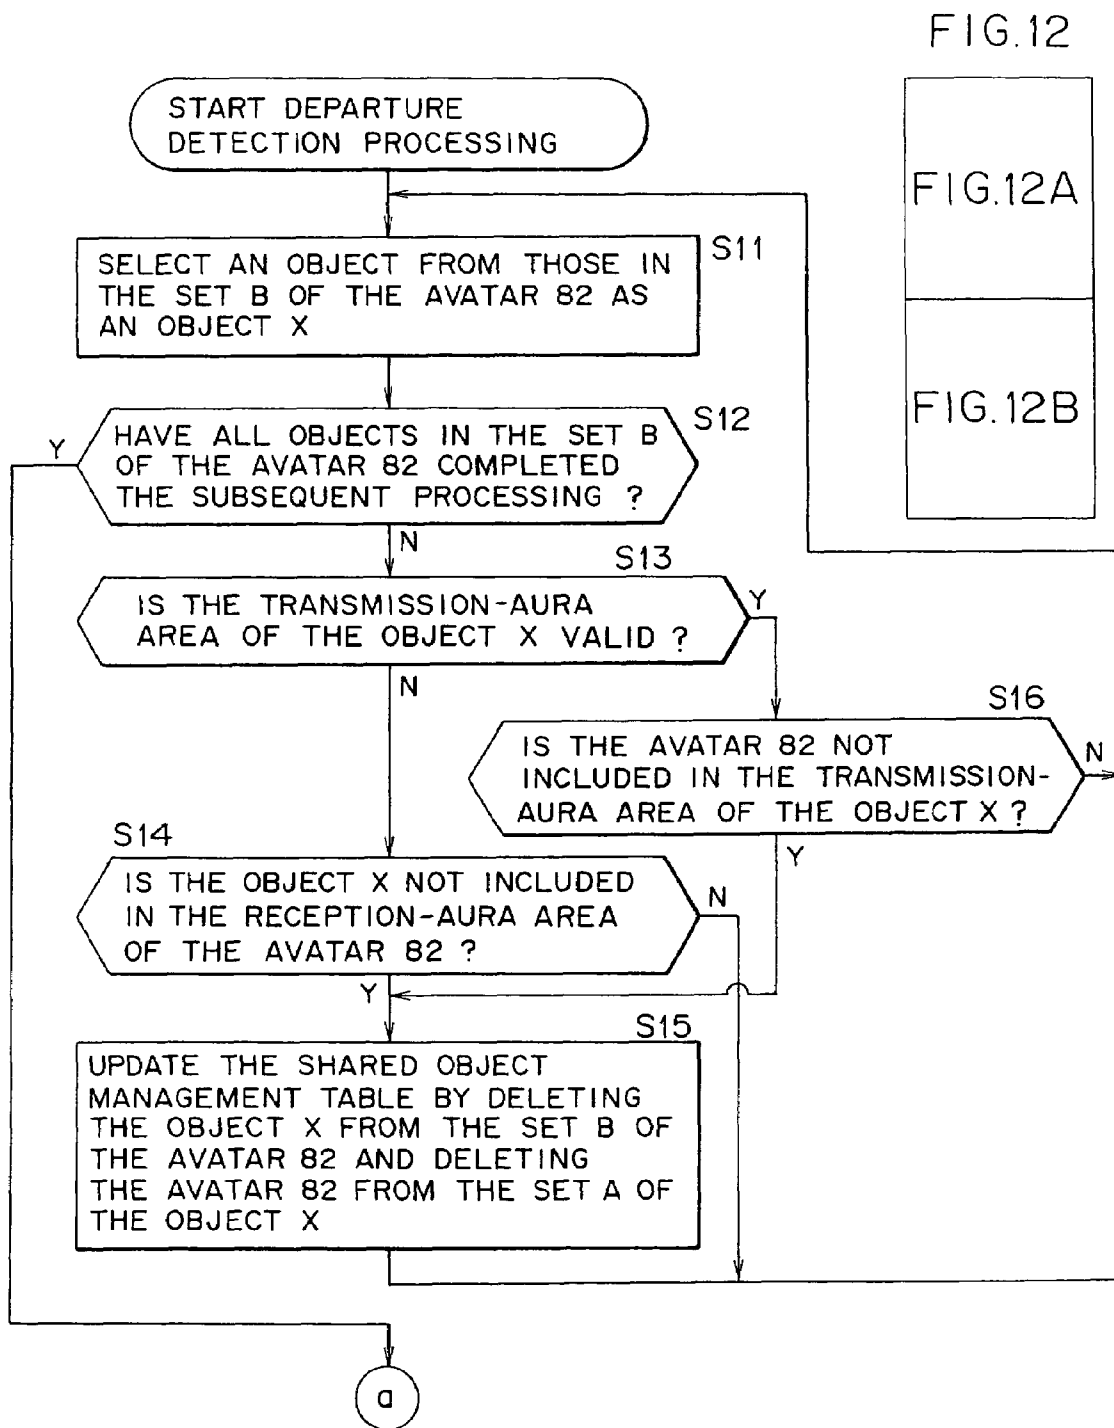 FIG.12
FIG.12A
FIG.12B
START DEPARTURE
DETECTION PROCESSING
S11
SELECT AN OBJECT FROM THOSE IN
THE SET B OF THE AVATAR 82 AS
AN OBJECT X
S12
HAVE ALL OBJECTS IN THE SET B
OF THE AVATAR 82 COMPLETED
THE SUBSEQUENT PROCESSING ?
Y
N
S13
IS THE TRANSMISSION-AURA
AREA OF THE OBJECT X VALID ?
Y
N
S16
IS THE AVATAR 82 NOT
INCLUDED IN THE TRANSMISSION-
AURA AREA OF THE OBJECT X ?
N
Y
S14
IS THE OBJECT X NOT INCLUDED
IN THE RECEPTION-AURA AREA
OF THE AVATAR 82 ?
N
Y
S15
UPDATE THE SHARED OBJECT
MANAGEMENT TABLE BY DELETING
THE OBJECT X FROM THE SET B OF
THE AVATAR 82 AND DELETING
THE AVATAR 82 FROM THE SET A OF
THE OBJECT X
a